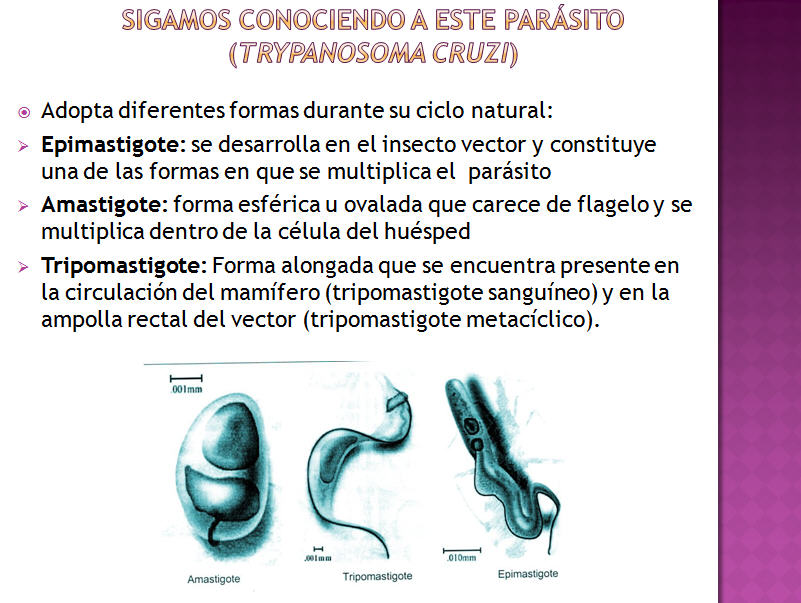 SIGAMOS CONOCIENDO A ESTE PARÁSITO
(TRYPANOSOMA CRUZI)
Adopta diferentes formas durante su ciclo natural:
Epimastigote: se desarrolla en el insecto vector y constituye
una de las formas en que se multiplica el parásito
Amastigote: forma esférica u ovalada que carece de flagelo y se
multiplica dentro de la célula del huésped
Tripomastigote: Forma alongada que se encuentra presente en
la circulación del mamífero (tripomastigote sanguíneo) y en la
ampolla rectal del vector (tripomastigote metacíclico).
.001mm
.001mm
.010mm
Amastigote
Tripomastigote
Epimastigote